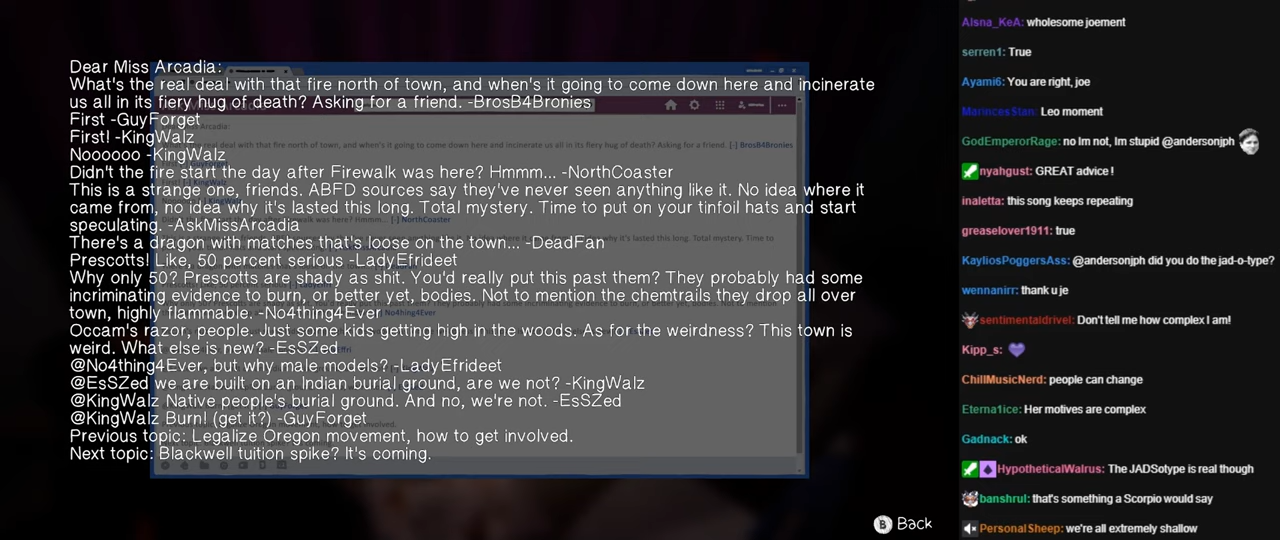 Dear Miss Arcadia:
What's the real deal with that fire north of town, and when's it going to come down here and incinerate
us all in its fiery hug of death? Asking for a friend. -BrosB4Bronies
First -GuyForget
First! -KingWalz
Noooooo -KingWalz
Didn't the fire start the day after Firewalk was here? Hmmm... -NorthCoaster
This is a strange one, friends. ABFD sources say they've never seen anything like it. No idea where it
came from, no idea why it's lasted this long. Total mystery. Time to put on your tinfoil hats and start
speculating. -AskMissArcadia
There's a dragon with matches that's loose on the town... -DeadFan
Prescotts! Like, 50 percent serious -LadyEfrideet
Why only 50? Prescotts are shady as shit. You'd really put this past them? They probably had some
incriminating evidence to burn, or better yet, bodies. Not to mention the chemtrails they drop all over
town, highly flammable. -No4thing4Ever
Occam's razor, people. Just some kids getting high in the woods. As for the weirdness? This town is
weird. What else is new? -EsSZed
@No4thing4Ever, but why male models? -LadyEfrideet
@EsSZed we are built on an Indian burial ground, are we not? -KingWalz
@KingWalz Native people's burial ground. And no, we're not. -EsSZed
@KingWalz Burn! (get it?) -GuyForget
Previous topic: Legalize Oregon movement, how to get involved.
Next topic: Blackwell tuition spike? It's coming.
B Back
Alsna_KeA: wholesome joement
serren1: True
Ayami6: You are right, joe
MarincesStan: Leo moment
GodEmperorRage: no Im not, Im stupid @andersonjph
nyahgust: GREAT advice !
inaletta: this song keeps repeating
greaselover1911: true
KayliosPoggersAss: @andersonjph did you do the jad-o-type?
wennanirr: thank u je
sentimentaldrivel: Don't tell me how complex I am!
Kipp_s:
ChillMusicNerd: people can change
Eterna1ice: Her motives are complex
Gadnack: ok
HypotheticalWalrus: The JADSotype is real though
banshrul: that's something a Scorpio would say
PersonalSheep: we're all extremely shallow